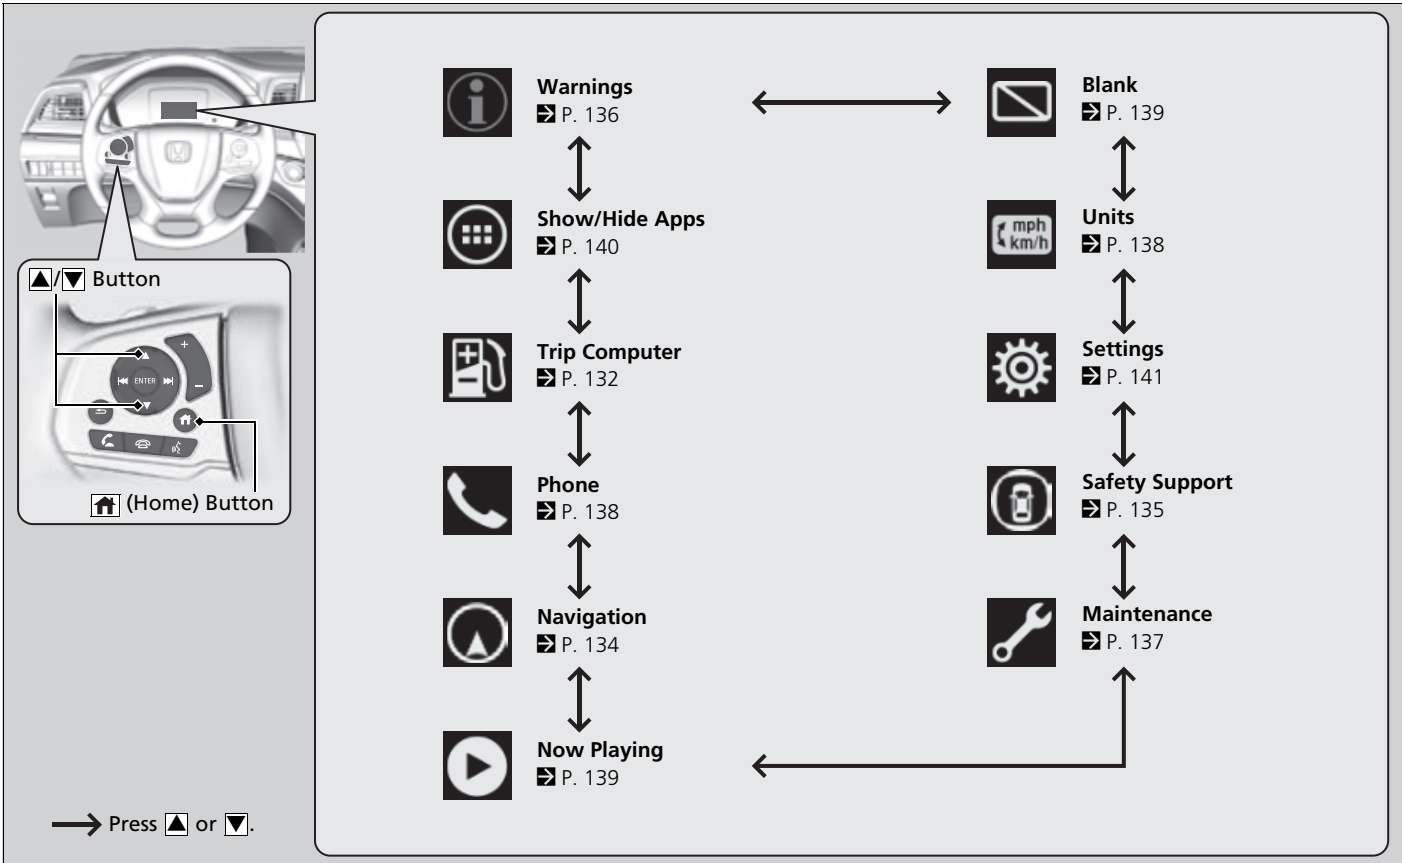 Warnings
P. 136
Show/Hide Apps
P. 140
Trip Computer
P. 132
Phone
P. 138
Navigation
P. 134
Now Playing
P. 139
Blank
P. 139
mph
km/h
Units
P. 138
Settings
P. 141
Safety Support
P. 135
Maintenance
P. 137
▲/▼ Button
+
ENTER
−
(Home) Button
Press ▲ or ▼.